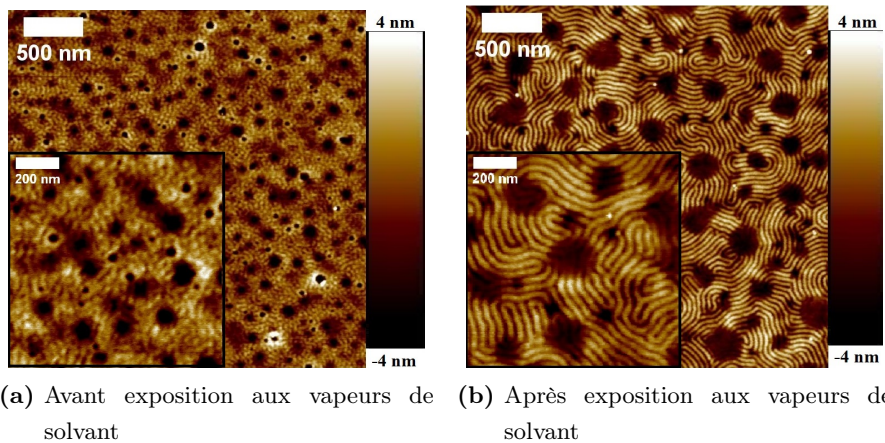 4 nm
500 nm
200 nm
-4 nm
(a) Avant exposition aux vapeurs de
solvant
4 nm
500 nm
200 nm
-4 nm
(b) Après exposition aux vapeurs de
solvant